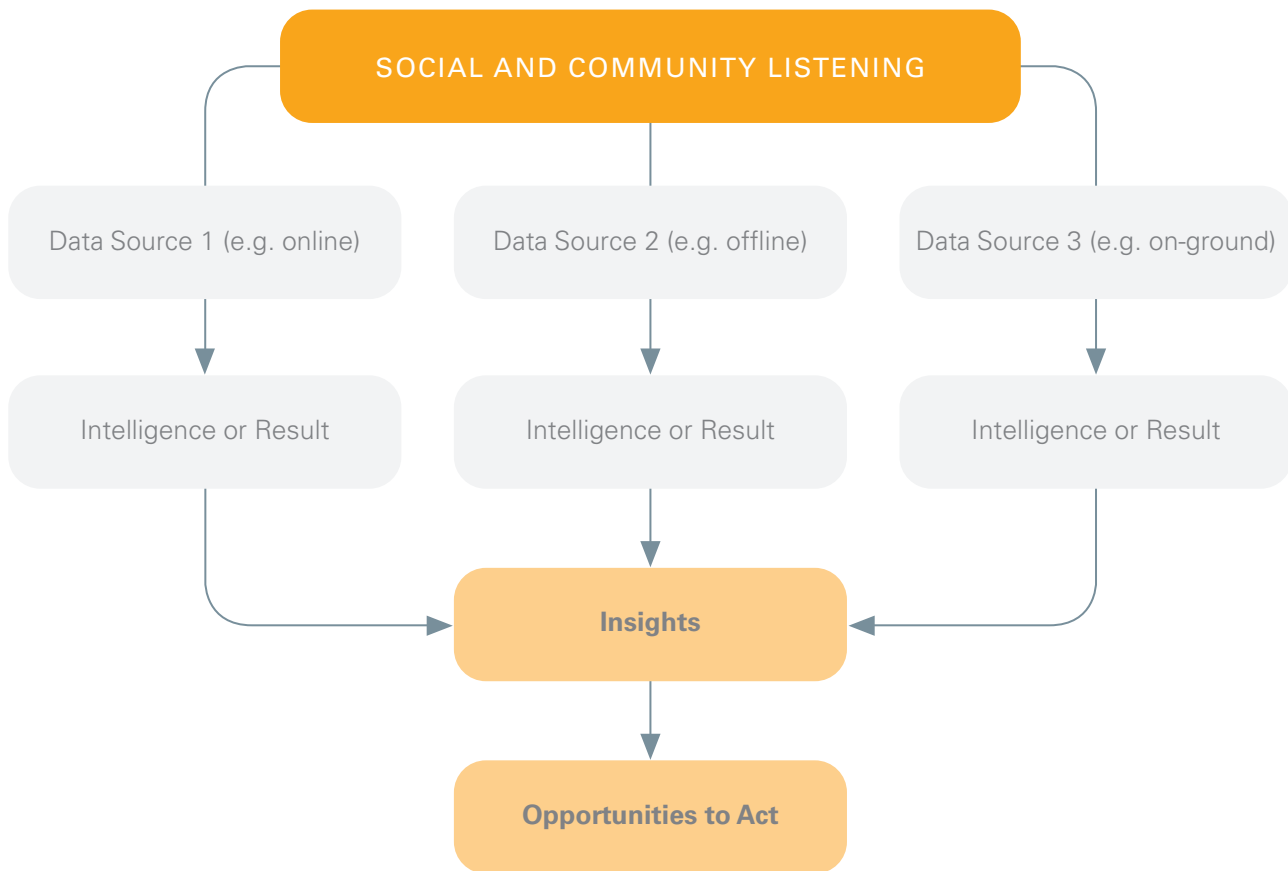 SOCIAL AND COMMUNITY LISTENING
Data Source 1 (e.g. online)
Data Source 2 (e.g. offline)
Data Source 3 (e.g. on-ground)
Intelligence or Result
Intelligence or Result
Intelligence or Result
Insights
Opportunities to Act